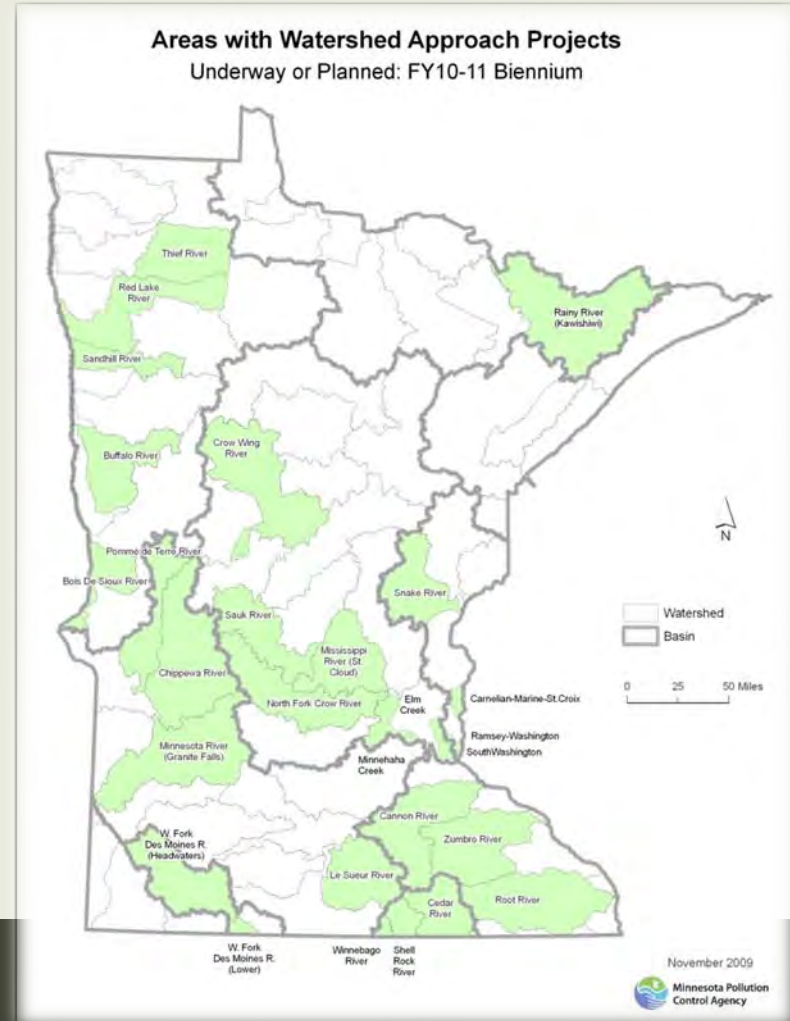 Areas with Watershed Approach Projects
Underway or Planned: FY10-11 Biennium
Thief River
Red Lake
River
Rainy River
(Kawishiwi)
Sandhill River
Crow Wing
River
Buffalo River
N
Pomme de Terre River
Bois De Sioux River
Snake River
Watershed
Basin
Sauk River
Mississippi
River (St.
Cloud)
0 25 50 Miles
Chippewa River
North Fork Crow River
Elm
Creek
Carnelian-Marine-St.Croix
Ramsey-Washington
SouthWashington
Minnesota River
(Granite Falls)
Minnehaha
Creek
Cannon River
W. Fork
Des Moines R.
(Headwaters)
Zumbro River
Le Sueur River
Cedar
River
Root River
W. Fork
Des Moines R.
(Lower)
Winnebago
River
Shell
Rock
River
November 2009
Minnesota Pollution
Control Agency